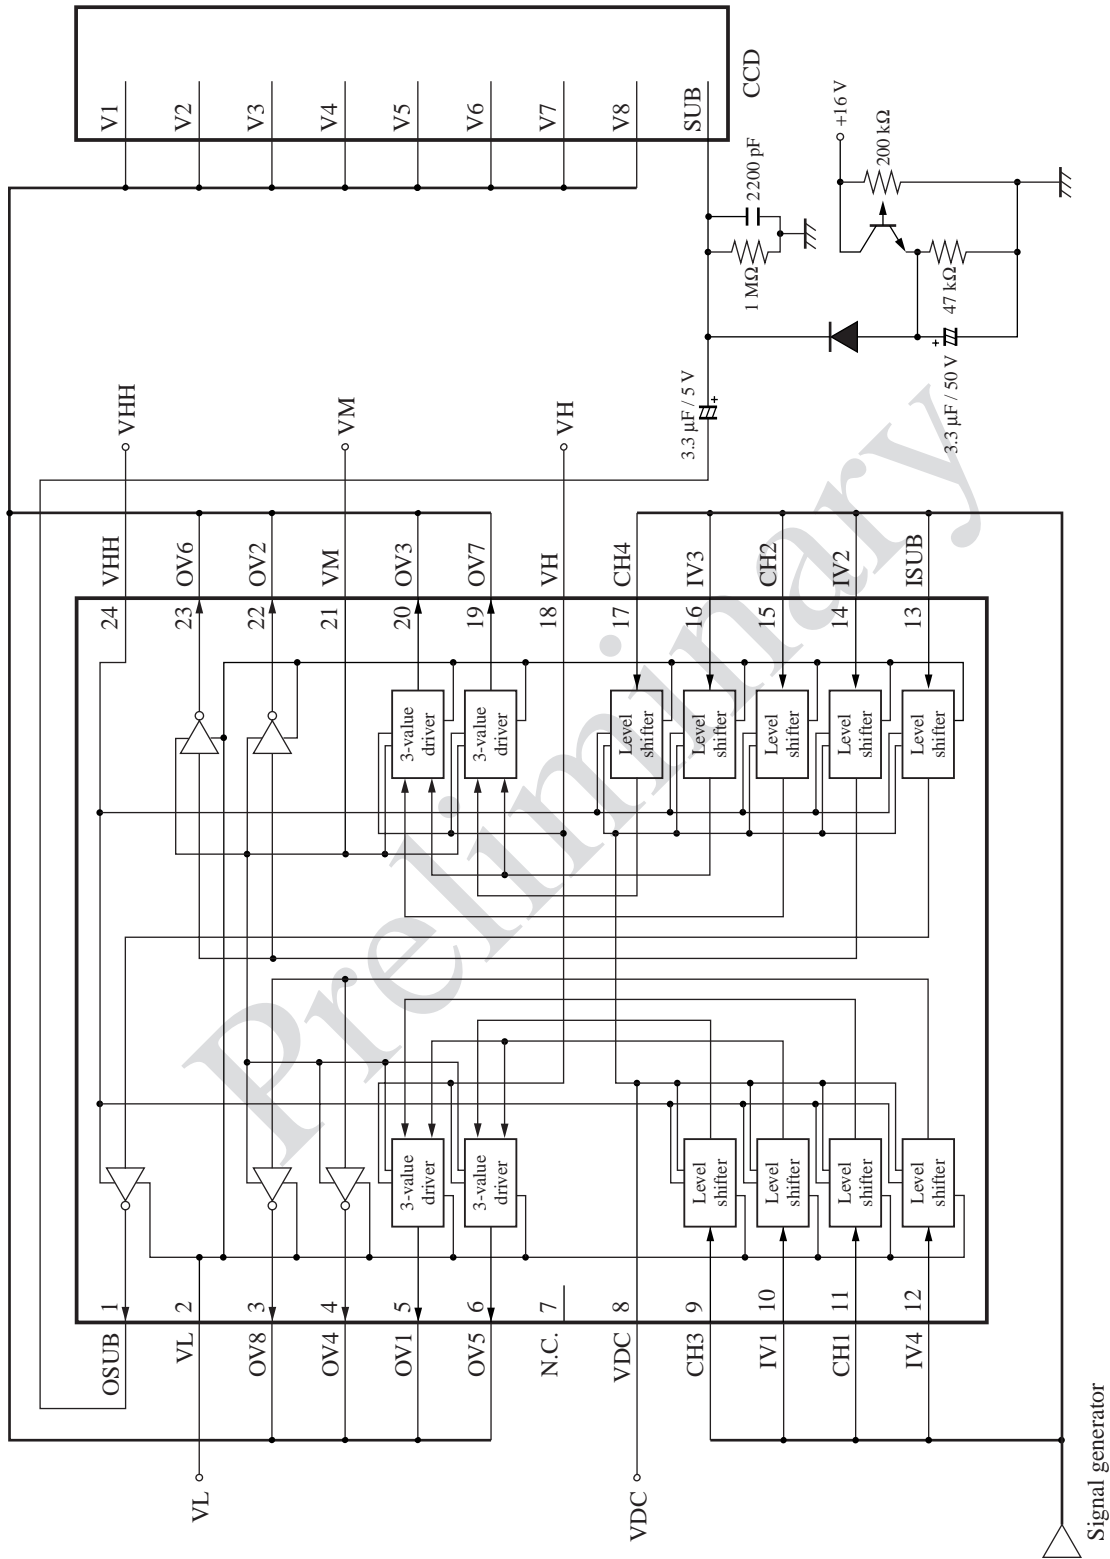 CCD
V1
V2
V3
V4
V5
V6
V7
V8
SUB
+16 V
200 kΩ
2200 pF
1 MΩ
47 kΩ
3.3 µF / 5 V
3.3 µF / 50 V
VHH
VM
VH
24 VHH
23 OV6
22 OV2
21 VM
20 OV3
19 OV7
18 VH
17 CH4
16 IV3
15 CH2
14 IV2
13 ISUB
3-value
driver
3-value
driver
Level
shifter
Level
shifter
Level
shifter
Level
shifter
Level
shifter
3-value
driver
3-value
driver
Level
shifter
Level
shifter
Level
shifter
Level
shifter
OSUB 1
VL 2
OV8 3
OV4 4
OV1 5
OV5 6
N.C. 7
VDC 8
CH3 9
IV1 10
CH1 11
IV4 12
VL
VDC
Signal generator
Preliminary